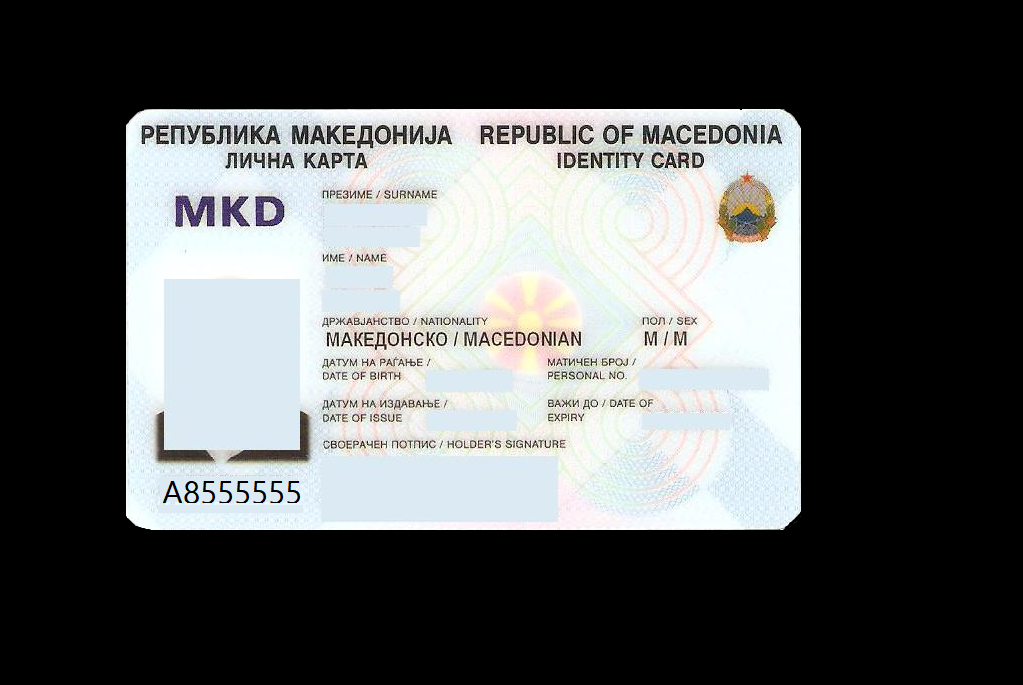 РЕПУБЛИКА МАКЕДОНИЈА REPUBLIC OF MACEDONIA
ЛИЧНА КАРТА IDENTITY CARD
MKD
ПРЕЗИМЕ / SURNAME
ИМЕ / NAME
ДРЖАВЈАНСТВО / NATIONALITY ПОЛ / SEX
МАКЕДОНСКО / MACEDONIAN М / M
ДАТУМ НА РАЃАЊЕ / МАТИЧЕН БРОЈ /
DATE OF BIRTH PERSONAL NO.
ДАТУМ НА ИЗДАВАЊЕ / ВАЖИ ДО / DATE OF
DATE OF ISSUE EXPIRY
СВОЕРАЧЕН ПОТПИС / HOLDER'S SIGNATURE
A8555555